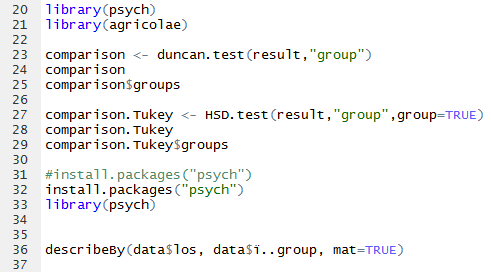 20 library(psych)
21 library(agricolae)
22
23 comparison <- duncan.test(result,"group")
24 comparison
25 comparison$groups
26
27 comparison.Tukey <- HSD.test(result,"group",group=TRUE)
28 comparison.Tukey
29 comparison.Tukey$groups
30
31 #install.packages("psych")
32 install.packages("psych")
33 library(psych)
34
35
36 describeBy(data$los, data$ï..group, mat=TRUE)
37